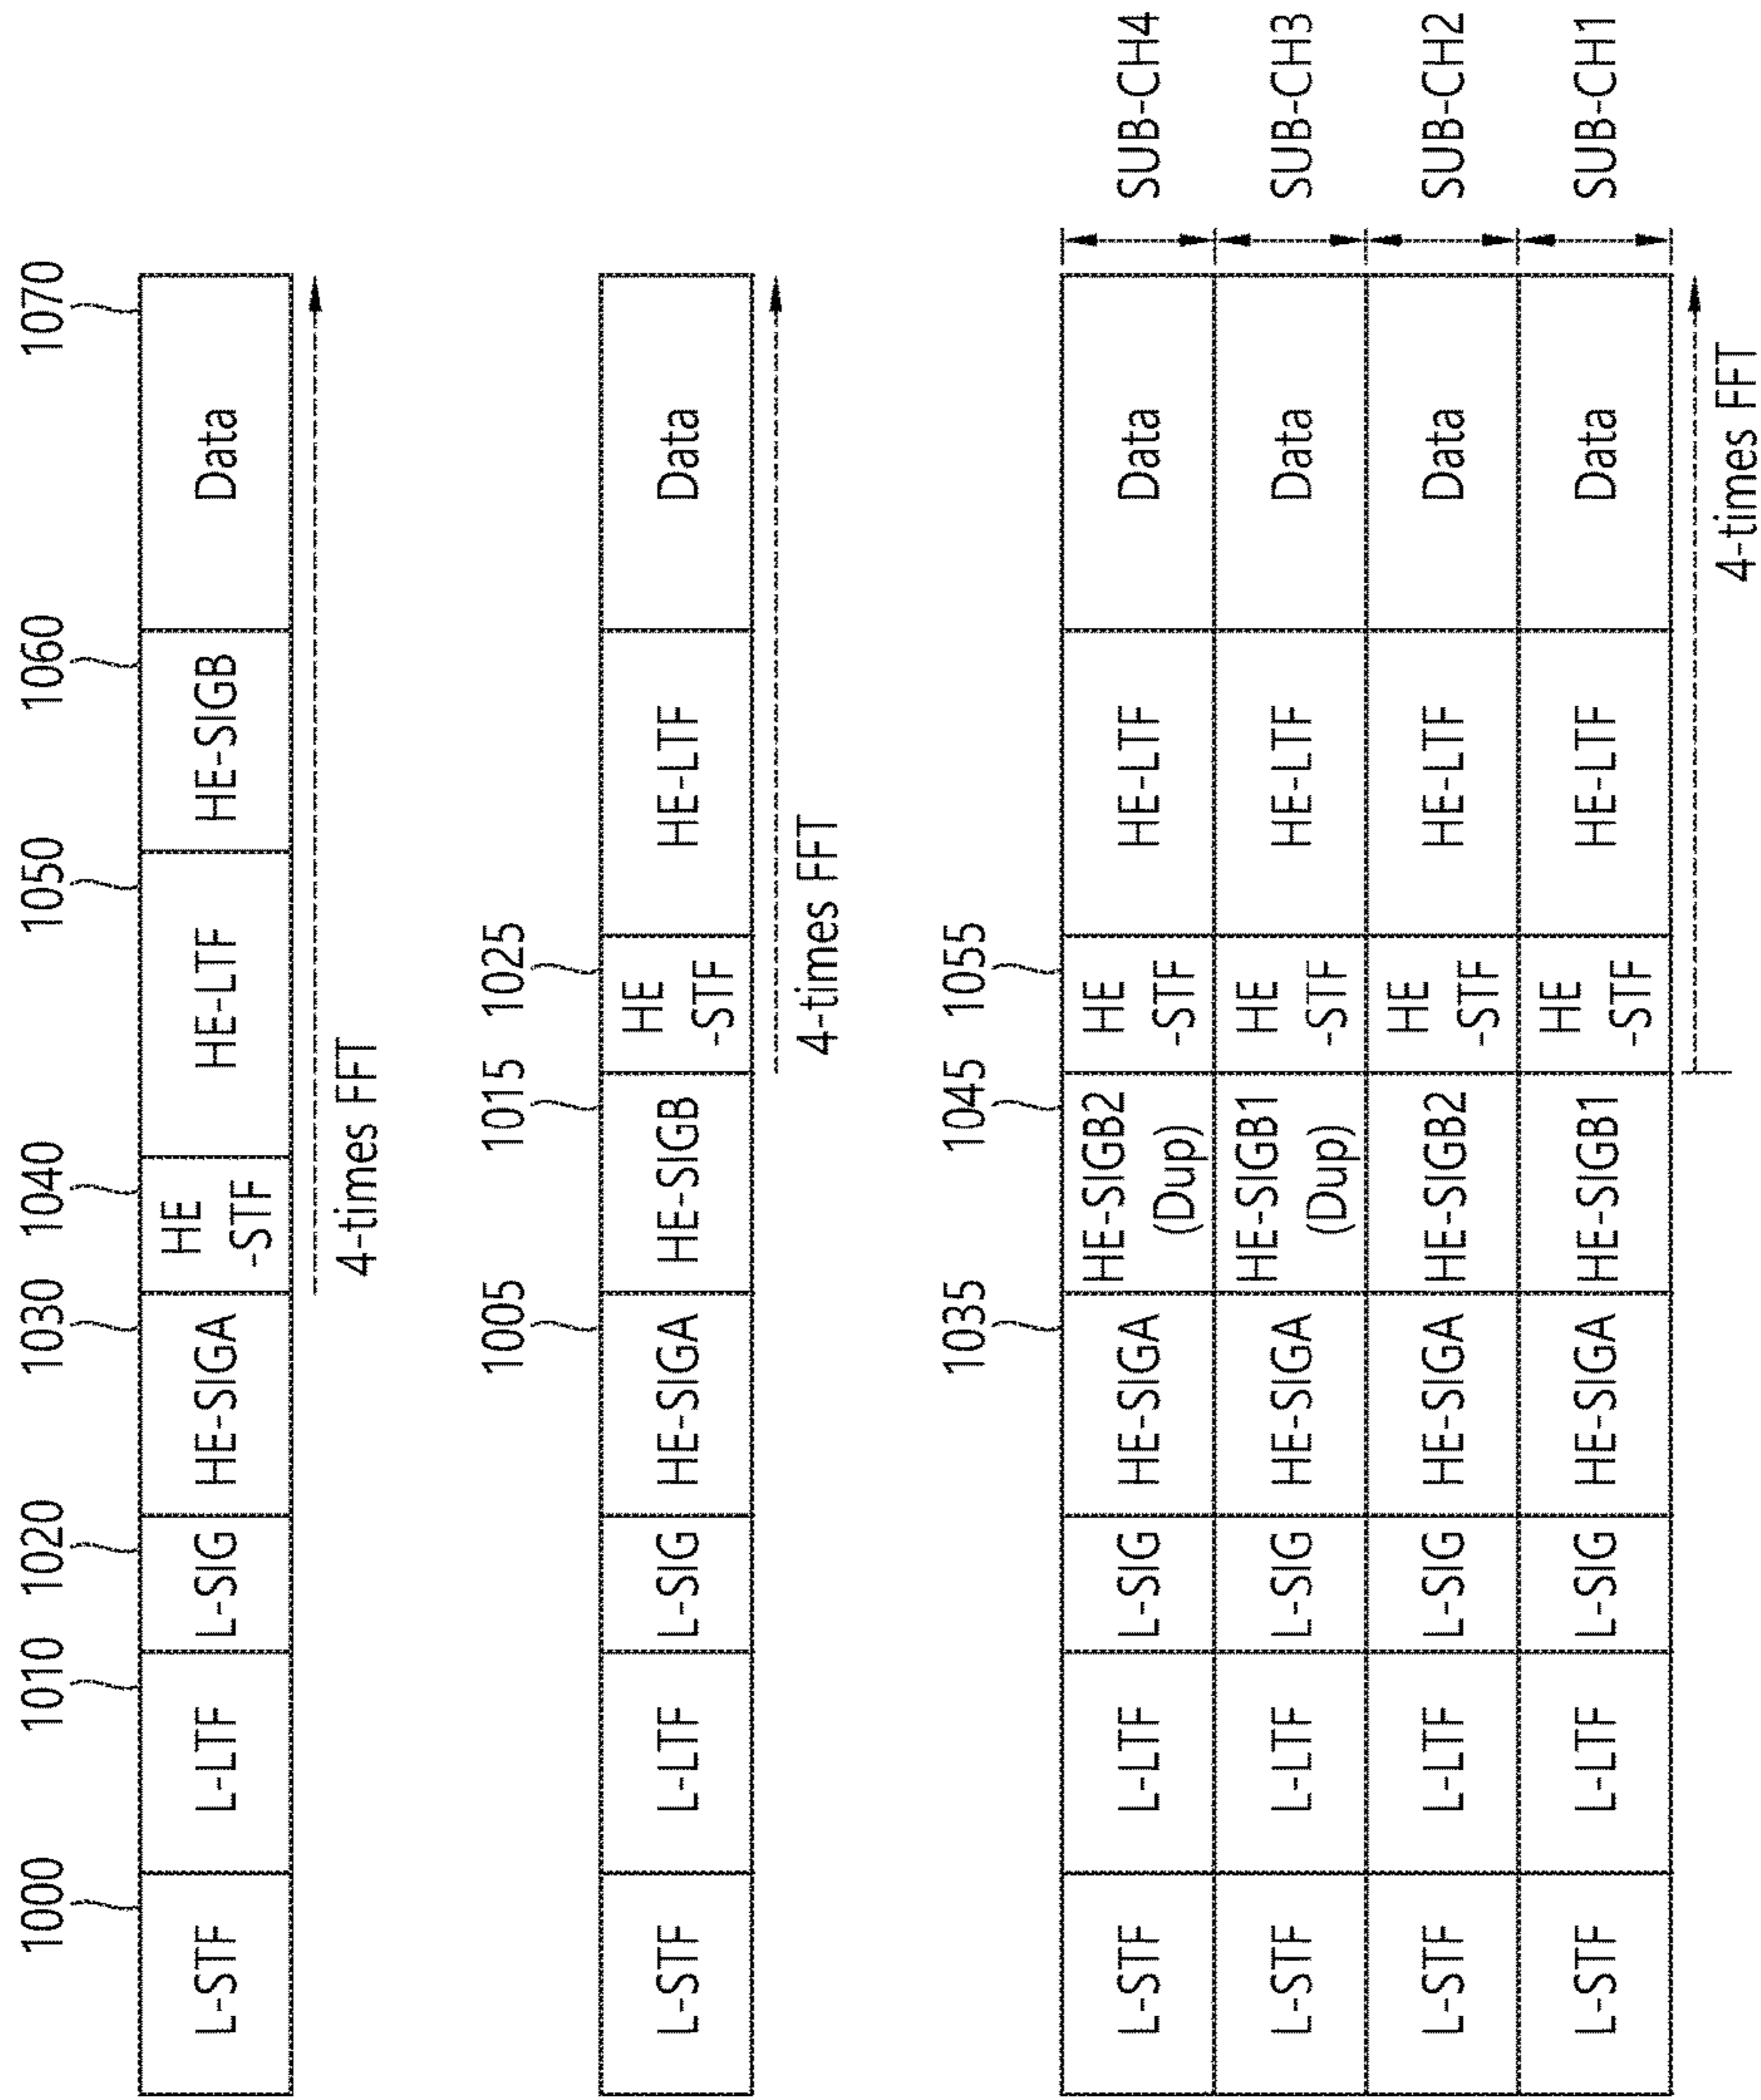 1000 1010 1020 1030 1040 1050 1060 1070
L-STF L-LTF L-SIG HE-SIGA HE HE-LTF HE-SIGB Data
-STF
4-times FFT
1005 1015 1025
L-STF L-LTF L-SIG HE-SIGA HE-SIGB HE HE-LTF Data
-STF
4-times FFT
1035 1045 1055
L-STF L-LTF L-SIG HE-SIGA HE-SIGB2 HE HE-LTF Data SUB-CH4
(Dup) -STF
L-STF L-LTF L-SIG HE-SIGA HE-SIGB1 HE HE-LTF Data SUB-CH3
(Dup) -STF
L-STF L-LTF L-SIG HE-SIGA HE-SIGB2 HE HE-LTF Data SUB-CH2
-STF
L-STF L-LTF L-SIG HE-SIGA HE-SIGB1 HE HE-LTF Data SUB-CH1
-STF
4-times FFT